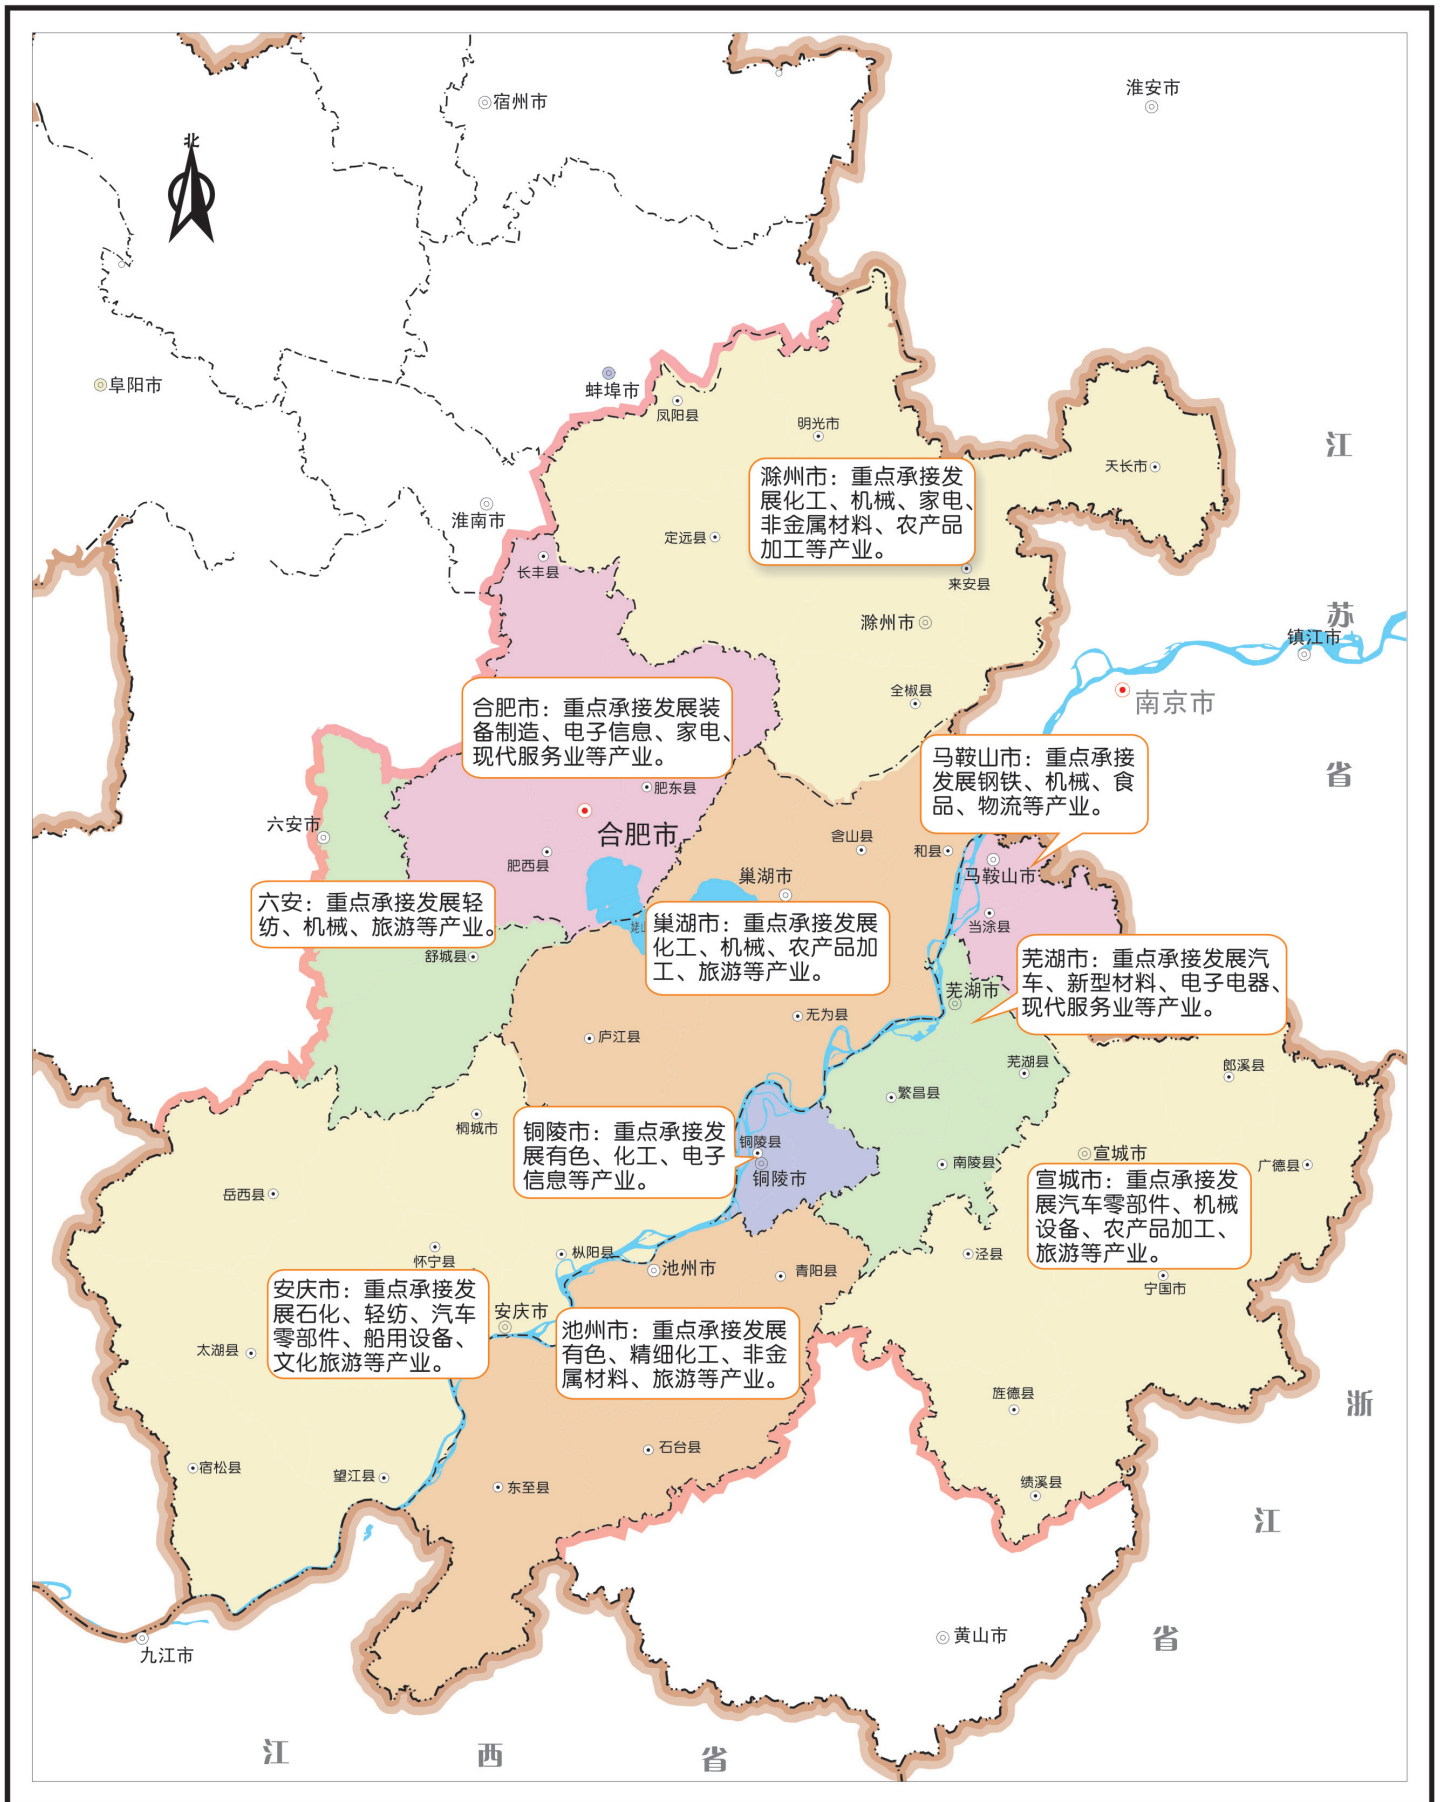 北
宿州市
淮安市
阜阳市
蚌埠市
凤阳县
明光市
江
天长市
滁州市：重点承接发
展化工、机械、家电、
非金属材料、农产品
加工等产业。
淮南市
定远县
长丰县
来安县
滁州市
苏
镇江市
全椒县
南京市
合肥市：重点承接发展装
备制造、电子信息、家电、
现代服务业等产业。
马鞍山市：重点承接
发展钢铁、机械、食
品、物流等产业。
省
肥东县
六安市
合肥市
含山县
和县
肥西县
巢湖市
马鞍山市
六安：重点承接发展轻
纺、机械、旅游等产业。
巢湖市：重点承接发展
化工、机械、农产品加
工、旅游等产业。
当涂县
舒城县
芜湖市：重点承接发展汽
车、新型材料、电子电器、
现代服务业等产业。
芜湖市
无为县
庐江县
芜湖县
郎溪县
繁昌县
桐城市
铜陵市：重点承接发
展有色、化工、电子
信息等产业。
铜陵县
铜陵市
南陵县
宣城市
广德县
宣城市：重点承接发
展汽车零部件、机械
设备、农产品加工、
旅游等产业。
岳西县
怀宁县
枞阳县
池州市
青阳县
泾县
宁国市
安庆市：重点承接发
展石化、轻纺、汽车
零部件、船用设备、
文化旅游等产业。
安庆市
池州市：重点承接发展
有色、精细化工、非金
属材料、旅游等产业。
太湖县
旌德县
浙
石台县
宿松县
望江县
东至县
绩溪县
江
九江市
黄山市
省
江
西
省